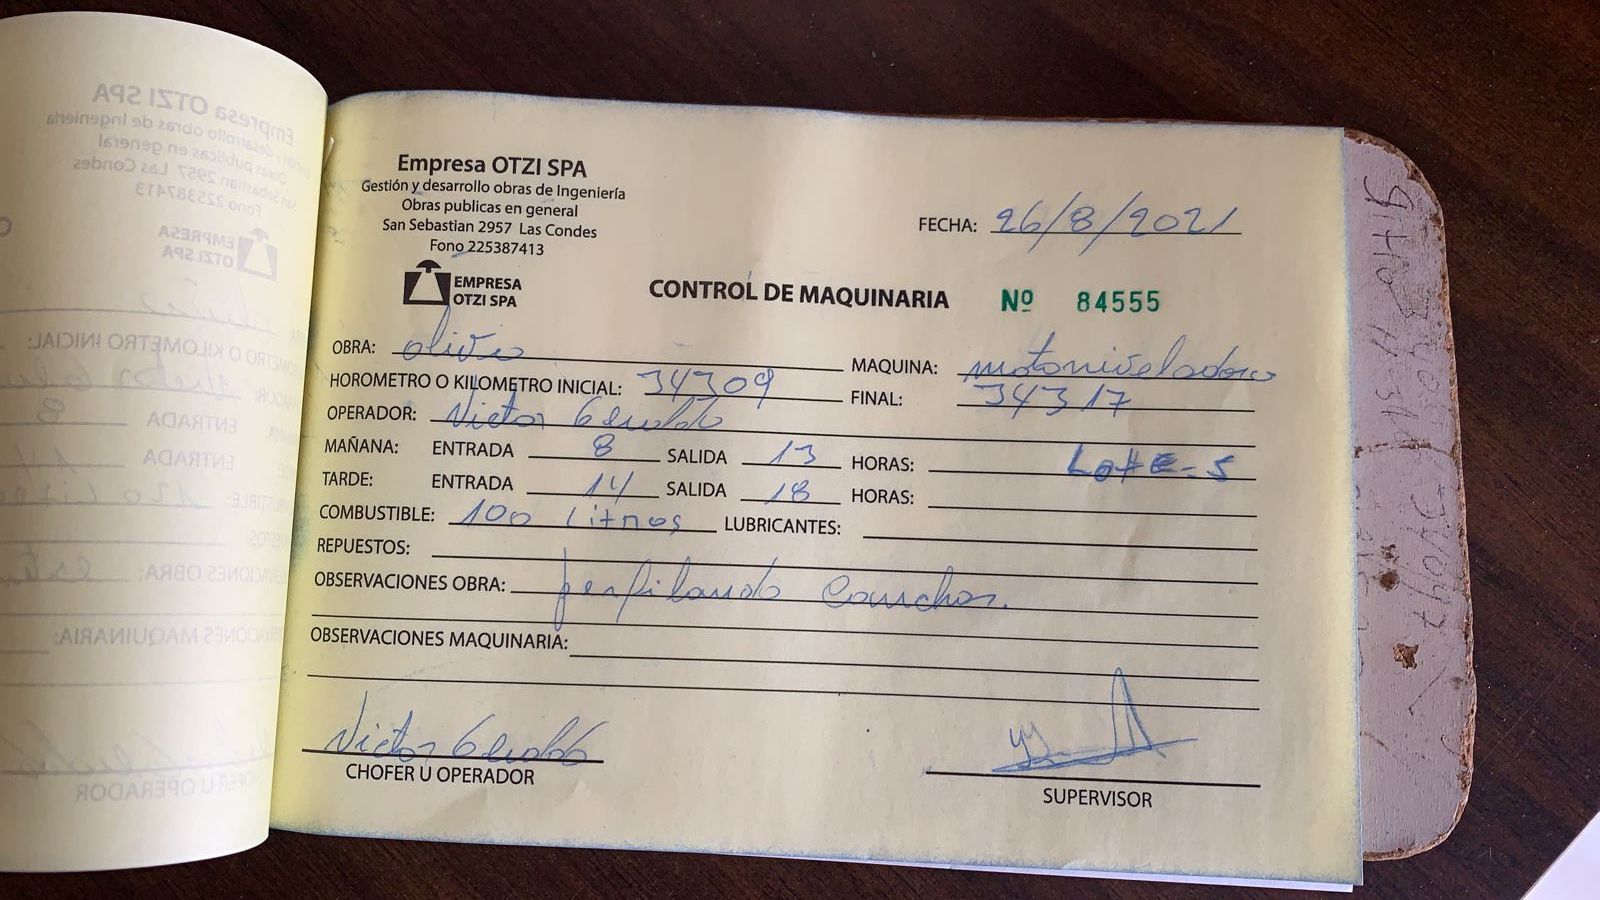 Empresa OTZI SPA
Gestión y desarrollo obras de Ingeniería
Obras publicas en general
San Sebastian 2957 Las Condes
Fono 225387413
EMPRESA
OTZI SPA
FECHA: 26/8/2021
CONTROL DE MAQUINARIA Nº 84555
OBRA: olivo MAQUINA: motoniveladora
HOROMETRO O KILOMETRO INICIAL: 34309 FINAL: 34317
OPERADOR: Victor
MAÑANA: ENTRADA 8 SALIDA 13 HORAS: Lote-5
TARDE: ENTRADA 14 SALIDA 18 HORAS:
COMBUSTIBLE: 100 Litros LUBRICANTES:
REPUESTOS:
OBSERVACIONES OBRA: perfilando canchas.
OBSERVACIONES MAQUINARIA:
Victor
CHOFER U OPERADOR
SUPERVISOR